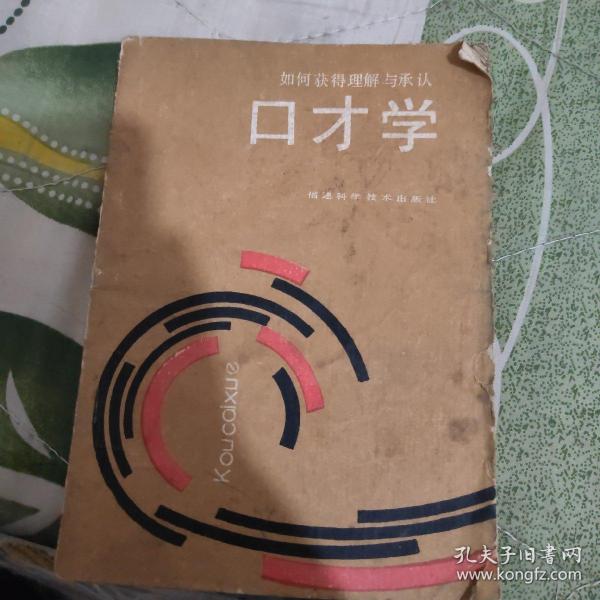 如何获得理解与承认
口才学
福建科学技术出版社
Koucaixue
孔夫子旧书网
www.kongfz.com